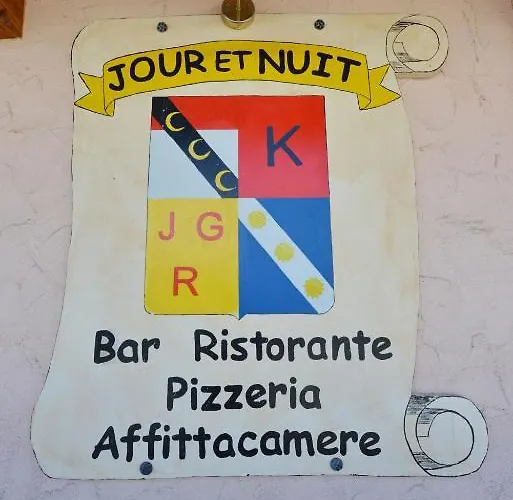 JOUR ET NUIT
K
J G
R
Bar Ristorante
Pizzeria
Affittacamere